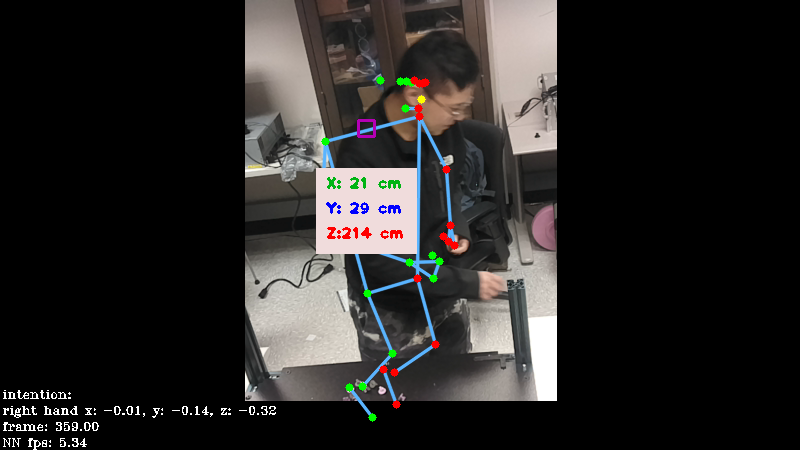 X: 21 cm
Y: 29 cm
Z:214 cm
intention:
right hand x: -0.01, y: -0.14, z: -0.32
frame: 359.00
NN fps: 5.34